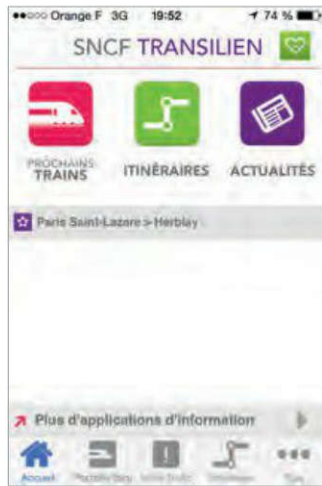 Orange F 3G 19:52 74 %
SNCF TRANSILIEN
PROCHAINS TRAINS
ITINÉRAIRES
ACTUALITÉS
Paris Saint-Lazare > Herblay
Plus d'applications d'information
Accueil